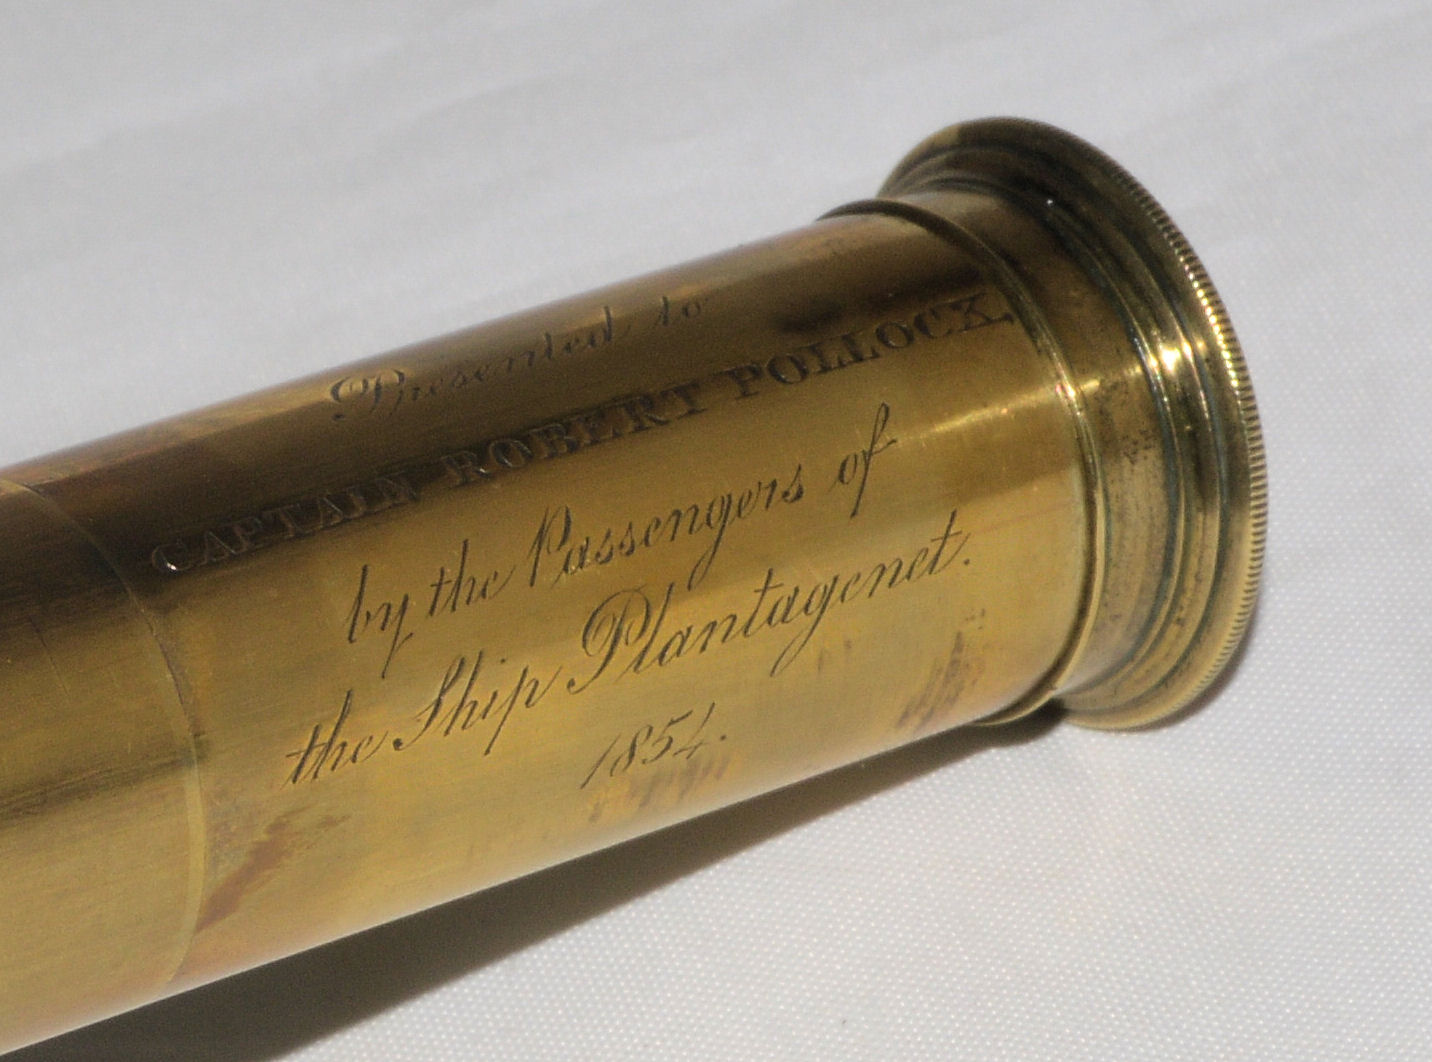 Presented to
CAPTAIN ROBERT POLLOCK,
by the Passengers of
the Ship Plantagenet.
1854.